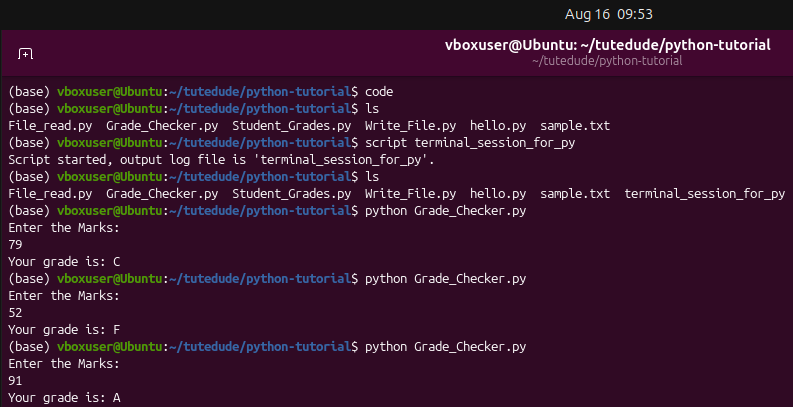 Aug 16 09:53
vboxuser@Ubuntu: ~/tutedude/python-tutorial
~/tutedude/python-tutorial
(base) vboxuser@Ubuntu:~/tutedude/python-tutorial$ code
(base) vboxuser@Ubuntu:~/tutedude/python-tutorial$ ls
File_read.py  Grade_Checker.py  Student_Grades.py  Write_File.py  hello.py  sample.txt
(base) vboxuser@Ubuntu:~/tutedude/python-tutorial$ script terminal_session_for_py
Script started, output log file is 'terminal_session_for_py'.
(base) vboxuser@Ubuntu:~/tutedude/python-tutorial$ ls
File_read.py  Grade_Checker.py  Student_Grades.py  Write_File.py  hello.py  sample.txt  terminal_session_for_py
(base) vboxuser@Ubuntu:~/tutedude/python-tutorial$ python Grade_Checker.py
Enter the Marks:
79
Your grade is: C
(base) vboxuser@Ubuntu:~/tutedude/python-tutorial$ python Grade_Checker.py
Enter the Marks:
52
Your grade is: F
(base) vboxuser@Ubuntu:~/tutedude/python-tutorial$ python Grade_Checker.py
Enter the Marks:
91
Your grade is: A